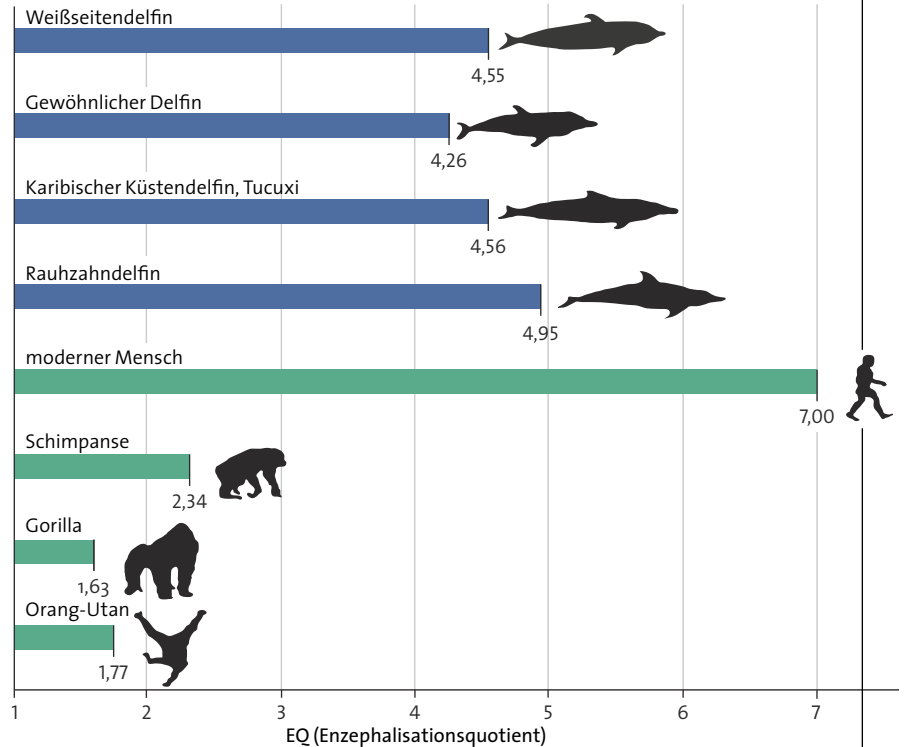 Weißseitendelfin
4,55
Gewöhnlicher Delfin
4,26
Karibischer Küstendelfin, Tucuxi
4,56
Rauhzahndelfin
4,95
moderner Mensch
7,00
Schimpanse
2,34
Gorilla
1,63
Orang-Utan
1,77
1 2 3 4 5 6 7
EQ (Enzephalisationsquotient)